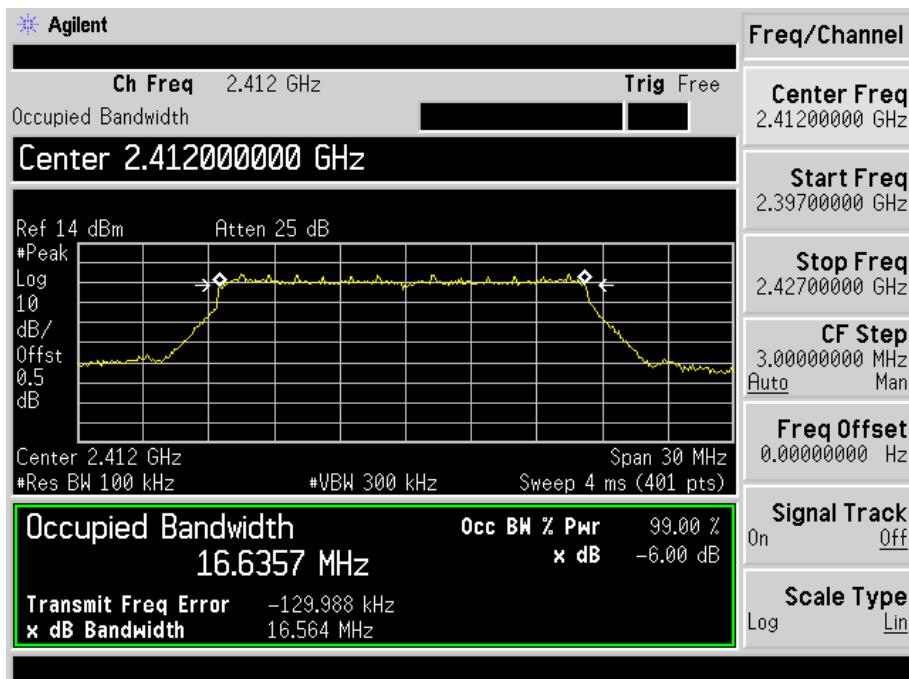 Agilent
Freq/Channel
Ch Freq 2.412 GHz Trig Free
Occupied Bandwidth
Center 2.412000000 GHz
Ref 14 dBm Atten 25 dB
#Peak
Log
10
dB/
Offst
0.5
dB
Center 2.412 GHz Span 30 MHz
#Res BW 100 kHz #VBW 300 kHz Sweep 4 ms (401 pts)
Occupied Bandwidth Occ BW % Pwr 99.00 %
16.6357 MHz x dB -6.00 dB
Transmit Freq Error -129.988 kHz
x dB Bandwidth 16.564 MHz
Center Freq
2.41200000 GHz
Start Freq
2.39700000 GHz
Stop Freq
2.42700000 GHz
CF Step
3.00000000 MHz
Auto Man
Freq Offset
0.00000000 Hz
Signal Track
On Off
Scale Type
Log Lin